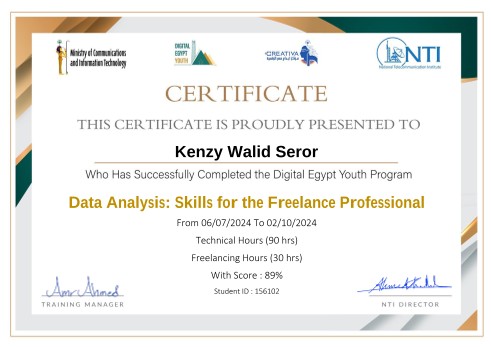 Ministry of Communications
and Information Technology
DIGITAL
EGYPT
YOUTH
CREATIVA
NTI
National Telecommunication Institute
CERTIFICATE
THIS CERTIFICATE IS PROUDLY PRESENTED TO
Kenzy Walid Seror
Who Has Successfully Completed the Digital Egypt Youth Program
Data Analysis: Skills for the Freelance Professional
From 06/07/2024 To 02/10/2024
Technical Hours (90 hrs)
Freelancing Hours (30 hrs)
With Score : 89%
Student ID : 156102
Amr Ahmed
TRAINING MANAGER
NTI DIRECTOR